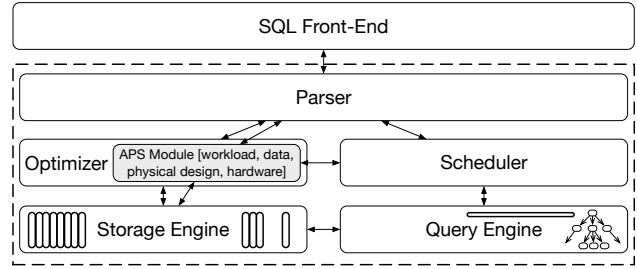 SQL Front-End
Parser
Optimizer
APS Module [workload, data,
physical design, hardware]
Scheduler
Storage Engine
Query Engine